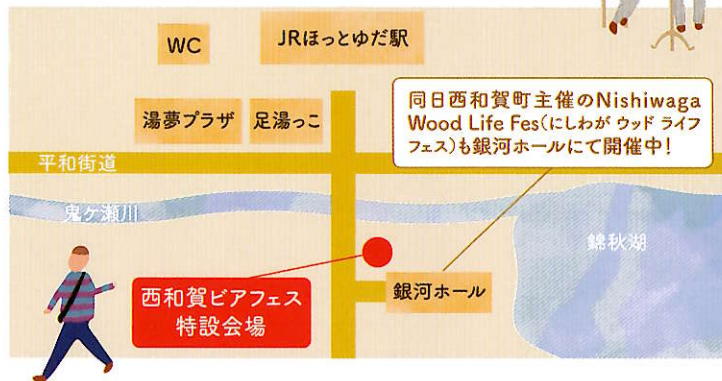 WC
JRほっとゆだ駅
湯夢プラザ
足湯っこ
同日西和賀町主催のNishiwaga
Wood Life Fes(にしわが ウッド ライフ
フェス)も銀河ホールにて開催中!
平和街道
鬼ヶ瀬川
錦秋湖
西和賀ビアフェス
特設会場
銀河ホール